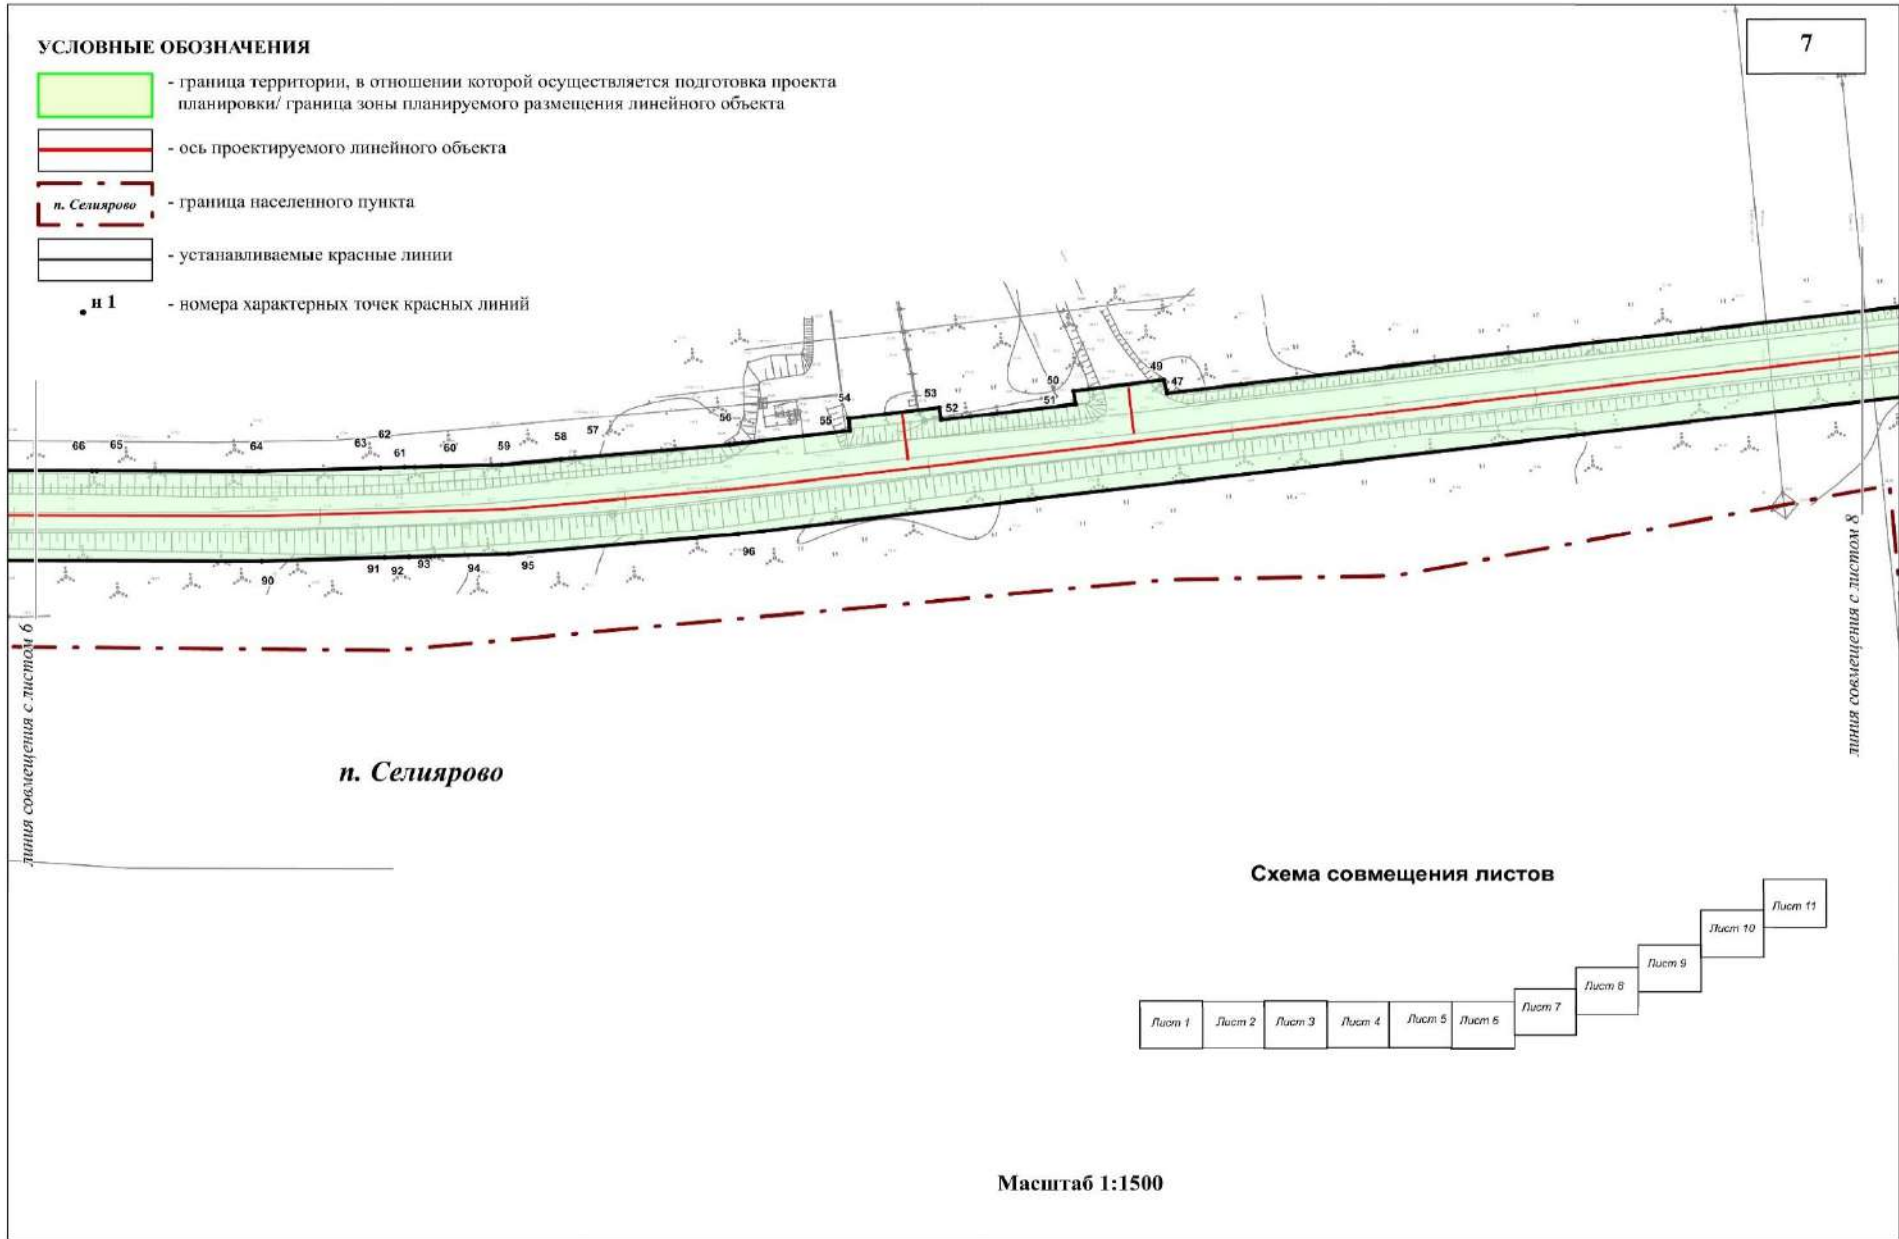 7
УСЛОВНЫЕ ОБОЗНАЧЕНИЯ
- граница территории, в отношении которой осуществляется подготовка проекта
планировки/ граница зоны планируемого размещения линейного объекта
- ось проектируемого линейного объекта
п. Селиярово
- граница населенного пункта
- устанавливаемые красные линии
н 1
- номера характерных точек красных линий
49
47
50
51
53
52
54
55
56
57
58
59
60
61
62
63
64
65
66
90
91
92
93
94
95
96
линия совмещения с листом 6
линия совмещения с листом 8
п. Селиярово
Схема совмещения листов
Лист 1
Лист 2
Лист 3
Лист 4
Лист 5
Лист 6
Лист 7
Лист 8
Лист 9
Лист 10
Лист 11
Масштаб 1:1500